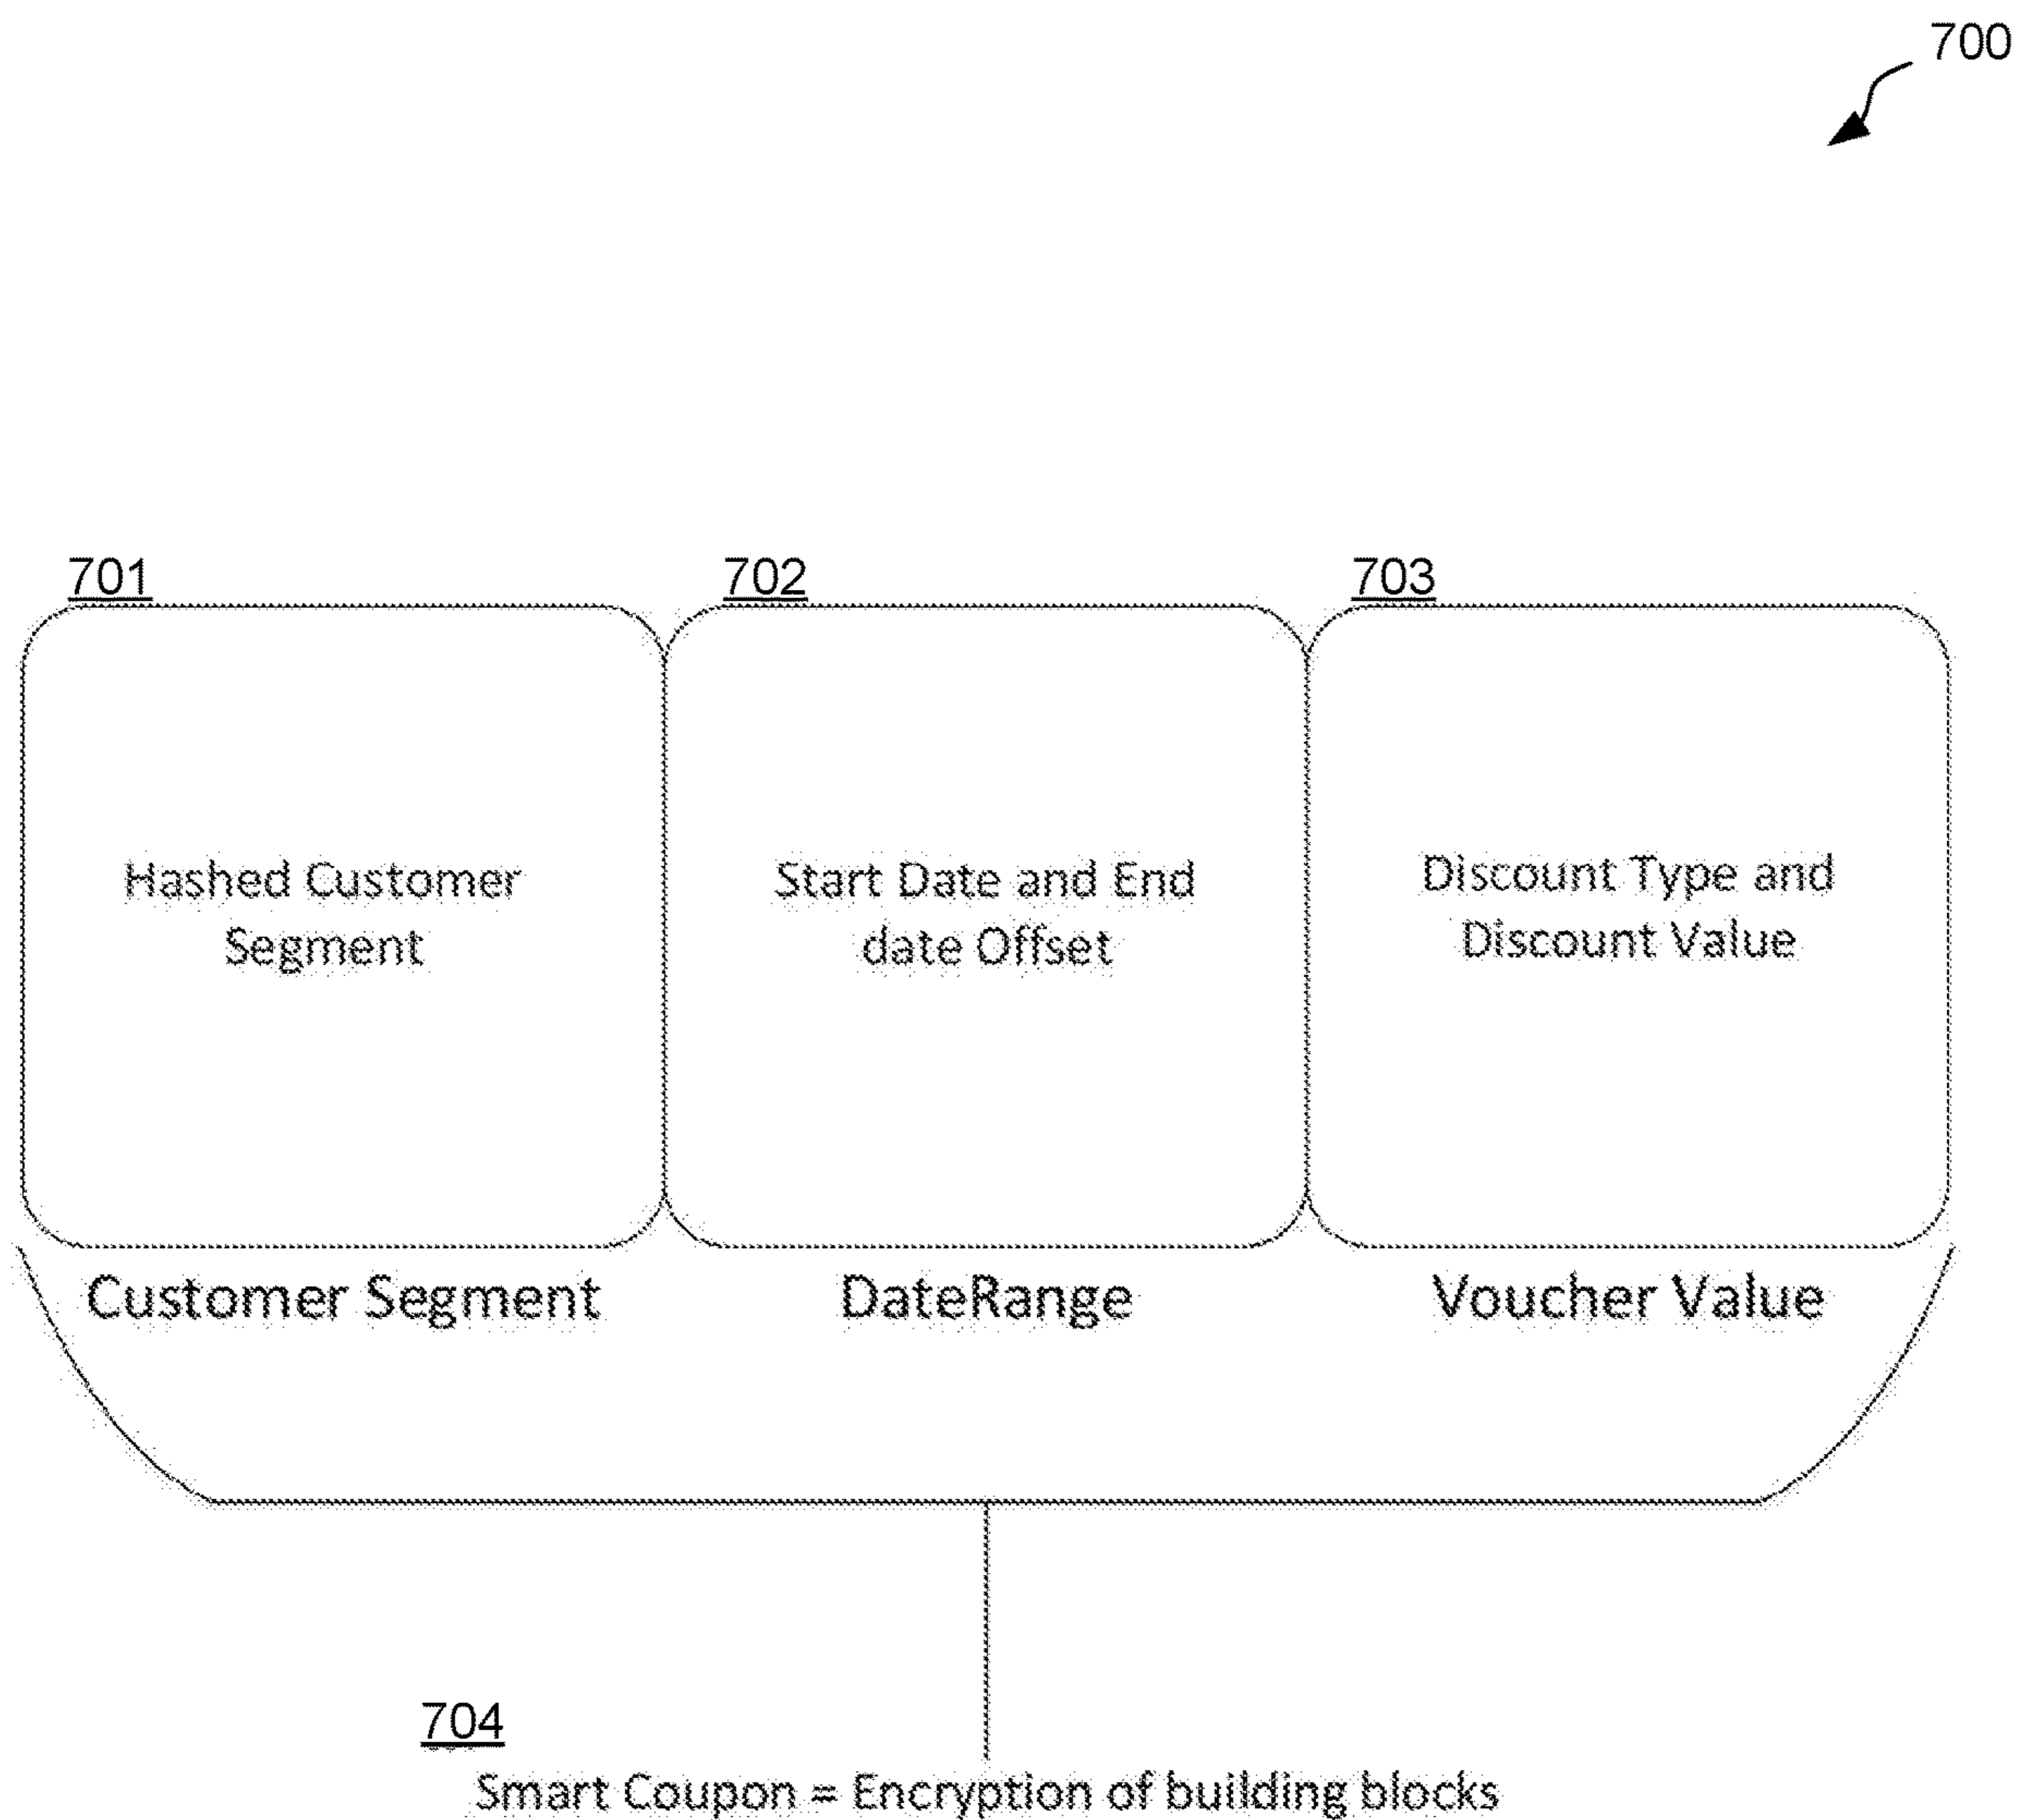 700
701
702
703
Hashed Customer
Segment
Start Date and End
date Offset
Discount Type and
Discount Value
Customer Segment
DateRange
Voucher Value
704
Smart Coupon = Encryption of building blocks